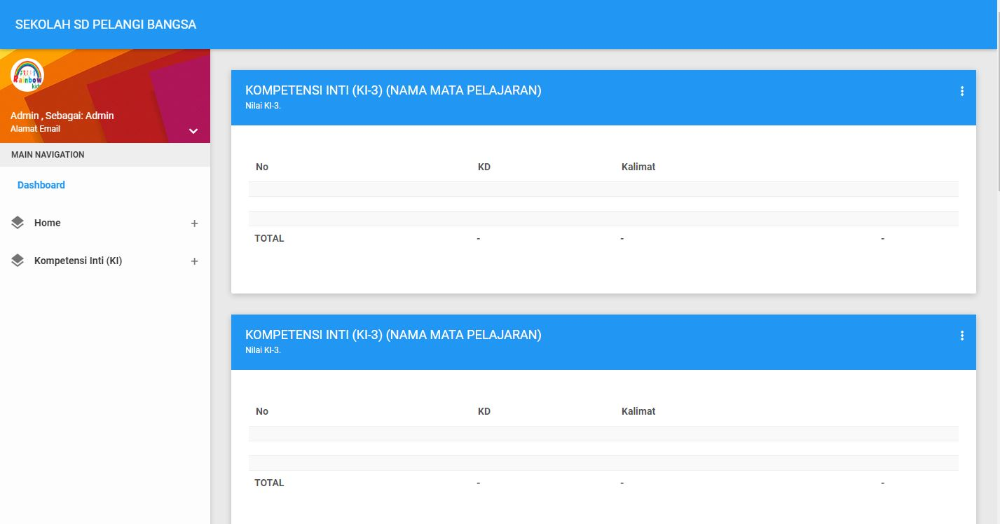 SEKOLAH SD PELANGI BANGSA
Rainbow
kids
Admin , Sebagai: Admin
Alamat Email
MAIN NAVIGATION
Dashboard
Home +
Kompetensi Inti (KI) +
KOMPETENSI INTI (KI-3) (NAMA MATA PELAJARAN)
Nilai KI-3.
No KD Kalimat
TOTAL - - -
KOMPETENSI INTI (KI-3) (NAMA MATA PELAJARAN)
Nilai KI-3.
No KD Kalimat
TOTAL - - -